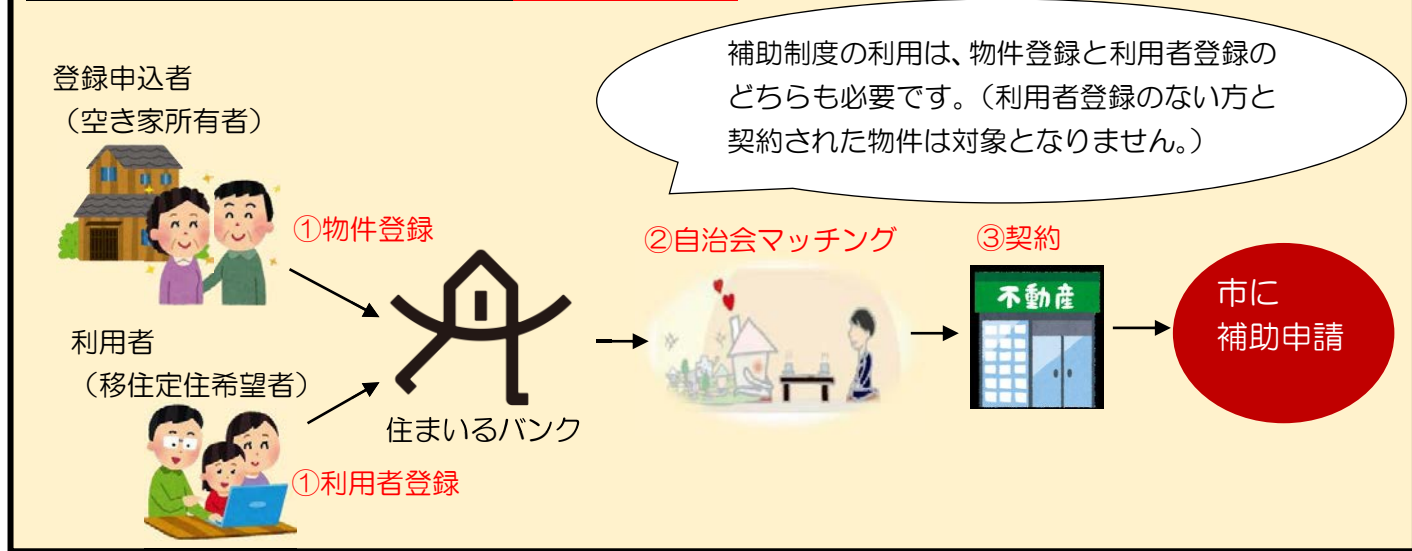 補助制度の利用は、物件登録と利用者登録の
どちらも必要です。（利用者登録のない方と
契約された物件は対象となりません。）
登録申込者
（空き家所有者）
①物件登録
②自治会マッチング
③契約
不動産
市に
補助申請
利用者
（移住定住希望者）
住まいるバンク
①利用者登録